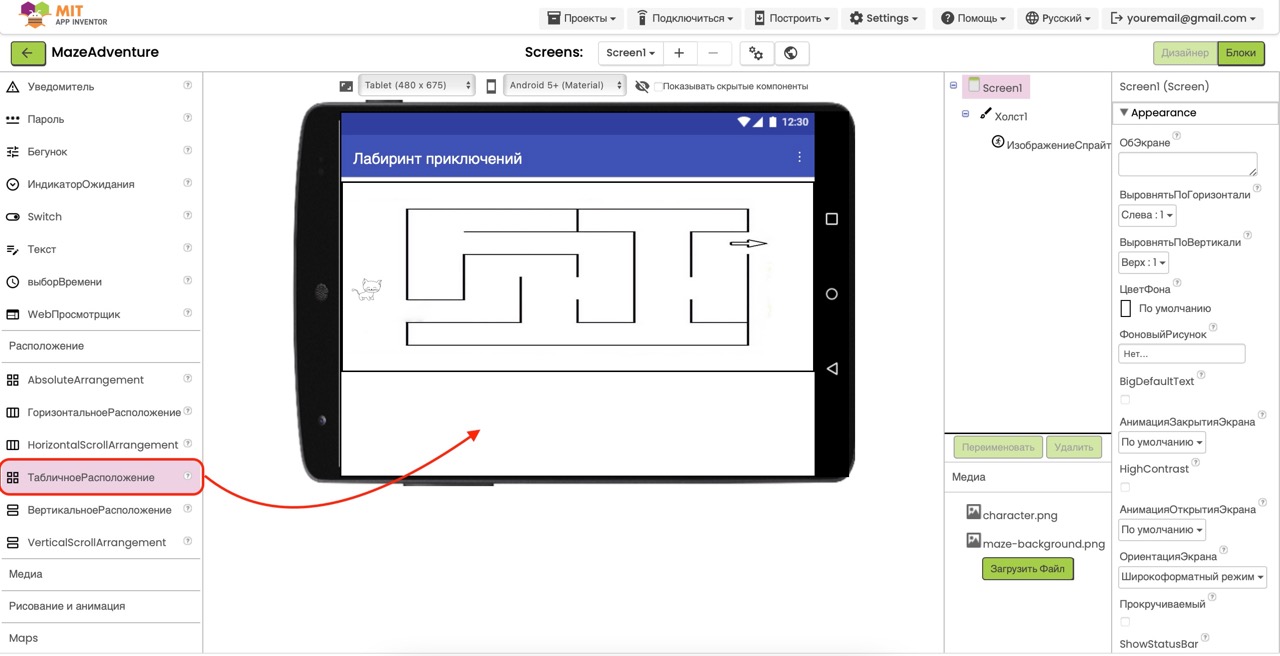 MIT
APP INVENTOR
Проекты
Подключиться
Построить
Settings
Помощь
Русский
youremail@gmail.com
MazeAdventure
Screens:
Screen1
Дизайнер
Блоки
Уведомитель
Пароль
Бегунок
ИндикаторОжидания
Switch
Текст
выборВремени
WebПросмотрщик
Расположение
AbsoluteArrangement
ГоризонтальноеРасположение
HorizontalScrollArrangement
ТабличноеРасположение
ВертикальноеРасположение
VerticalScrollArrangement
Медиа
Рисование и анимация
Maps
Tablet (480 x 675)
Android 5+ (Material)
Показывать скрытые компоненты
12:30
Лабиринт приключений
Screen1
Холст1
ИзображениеСпрайт
Переименовать
Удалить
Медиа
character.png
maze-background.png
Загрузить Файл
Screen1 (Screen)
Appearance
ОбЭкране
ВыровнятьПоГоризонтали
Слева : 1
ВыровнятьПоВертикали
Верх : 1
ЦветФона
По умолчанию
ФоновыйРисунок
Нет...
BigDefaultText
АнимацияЗакрытияЭкрана
По умолчанию
HighContrast
АнимацияОткрытияЭкрана
По умолчанию
ОриентацияЭкрана
Широкоформатный режим
Прокручиваемый
ShowStatusBar